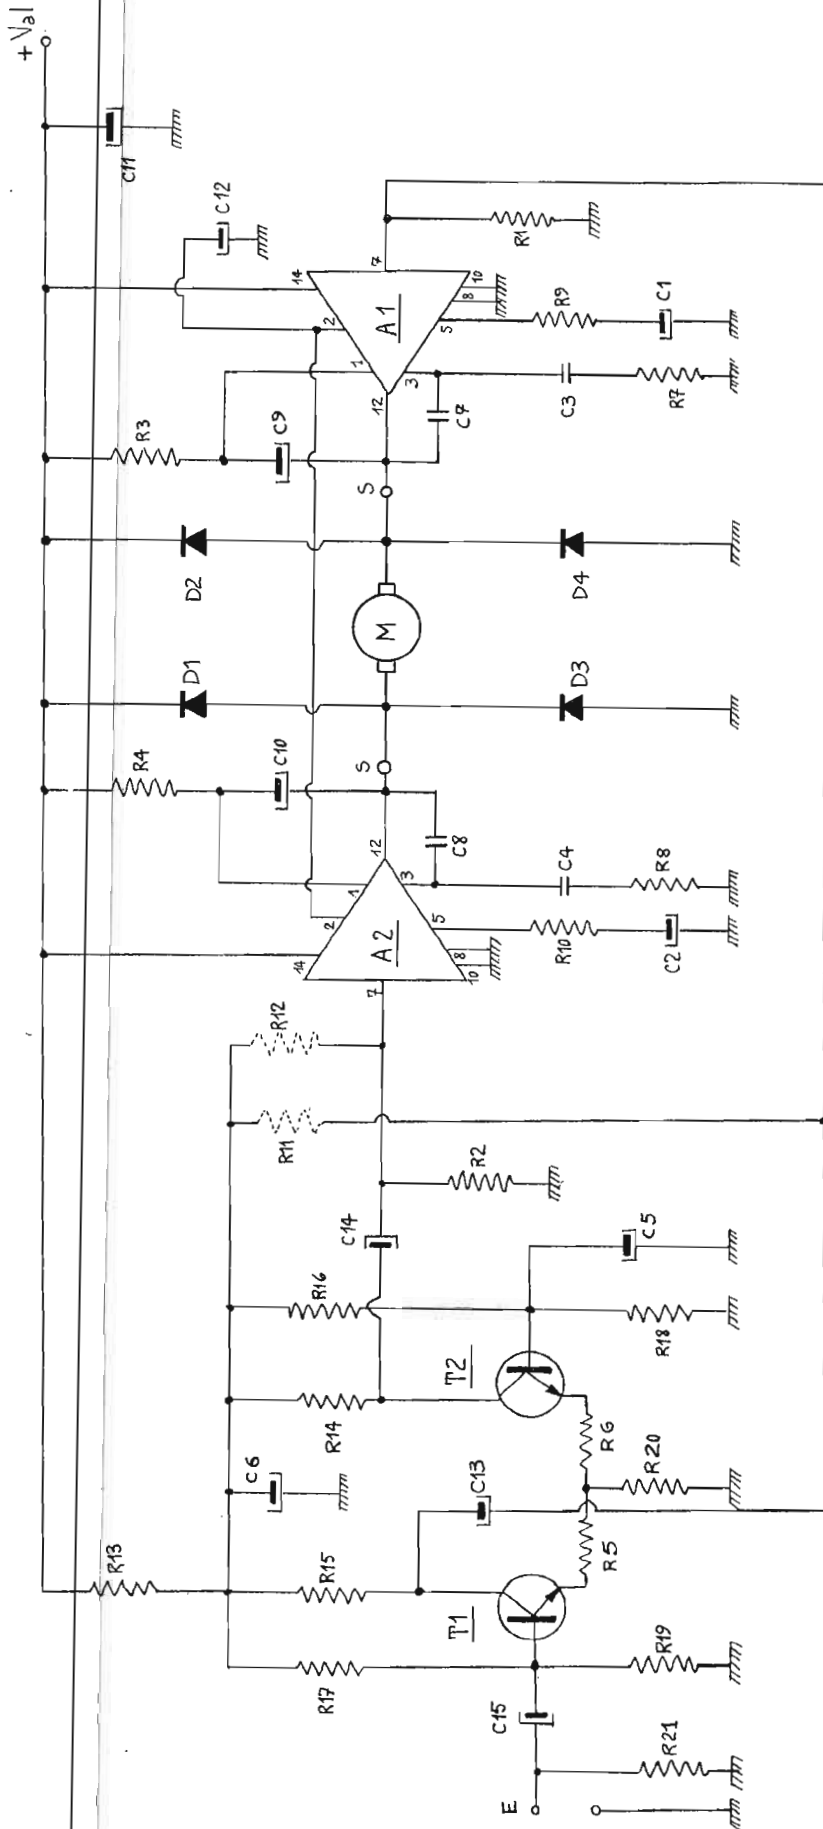 + Val
C11
C12
14
2
1
3
12
7
A1
5
8
10
R1
R9
C1
C3
R7
C7
R3
C9
S
D2
D4
M
D1
D3
S
R4
C10
12
C8
1
3
2
5
14
A2
8
10
7
C4
R8
R10
C2
R12
R11
R2
C14
R16
C5
R18
T2
R14
C6
R6
R20
C13
R13
R15
R5
T1
R17
R19
C15
R21
E